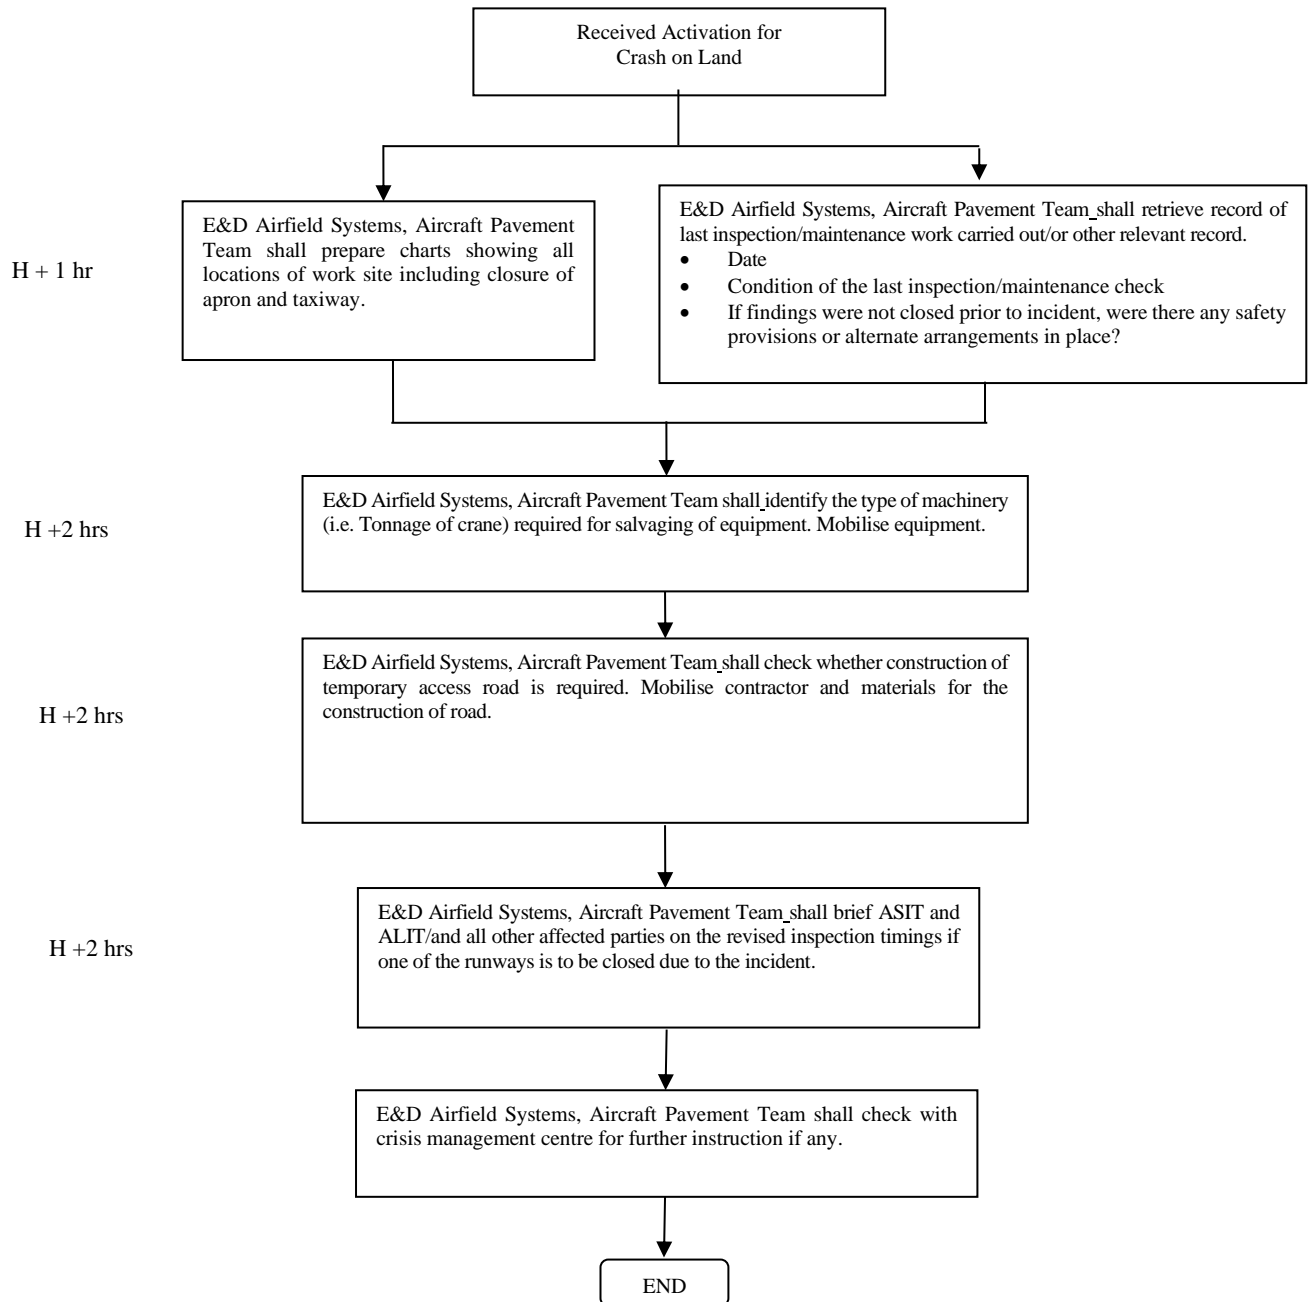 Received Activation for
Crash on Land
H + 1 hr
E&D Airfield Systems, Aircraft Pavement
Team shall prepare charts showing all
locations of work site including closure of
apron and taxiway.
E&D Airfield Systems, Aircraft Pavement Team shall retrieve record of
last inspection/maintenance work carried out/or other relevant record.
• Date
• Condition of the last inspection/maintenance check
• If findings were not closed prior to incident, were there any safety
provisions or alternate arrangements in place?
H +2 hrs
E&D Airfield Systems, Aircraft Pavement Team shall identify the type of machinery
(i.e. Tonnage of crane) required for salvaging of equipment. Mobilise equipment.
H +2 hrs
E&D Airfield Systems, Aircraft Pavement Team shall check whether construction of
temporary access road is required. Mobilise contractor and materials for the
construction of road.
H +2 hrs
E&D Airfield Systems, Aircraft Pavement Team shall brief ASIT and
ALIT/and all other affected parties on the revised inspection timings if
one of the runways is to be closed due to the incident.
E&D Airfield Systems, Aircraft Pavement Team shall check with
crisis management centre for further instruction if any.
END